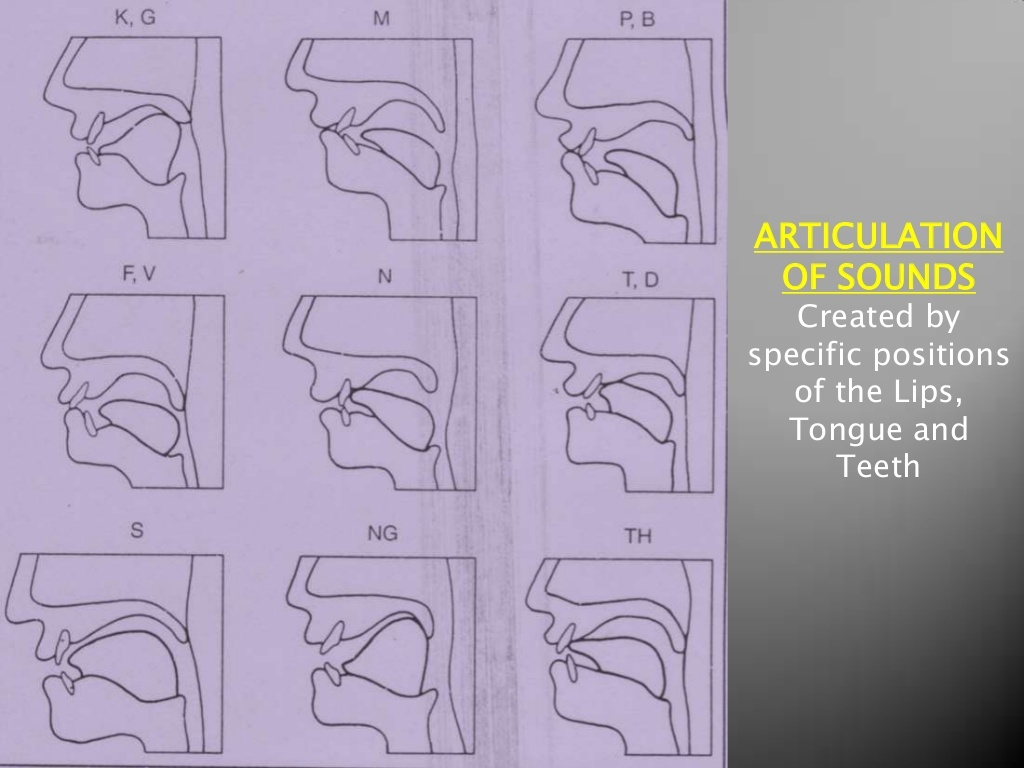 K, G
M
P, B
F, V
N
T, D
S
NG
TH
ARTICULATION
OF SOUNDS
Created by
specific positions
of the Lips,
Tongue and
Teeth